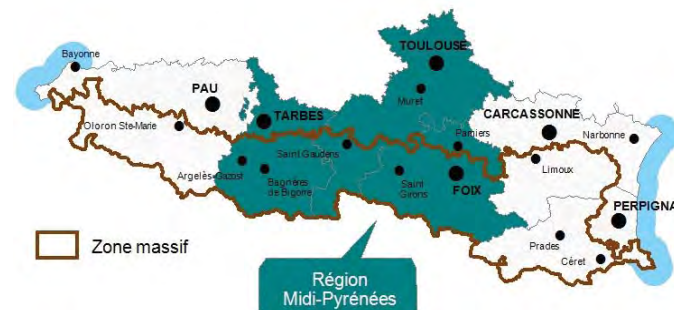 TOULOUSE
Bayonne
Muret
PAU
TARBES
CARCASSONNE
Oloron Ste-Marie
Pamiers
Narbonne
Saint Gaudens
Limoux
Argelès-Gazost
Bagnères
de Bigorre
Saint
Girons
FOIX
PERPIGNA
Zone massif
Prades
Céret
Région
Midi-Pyrénées